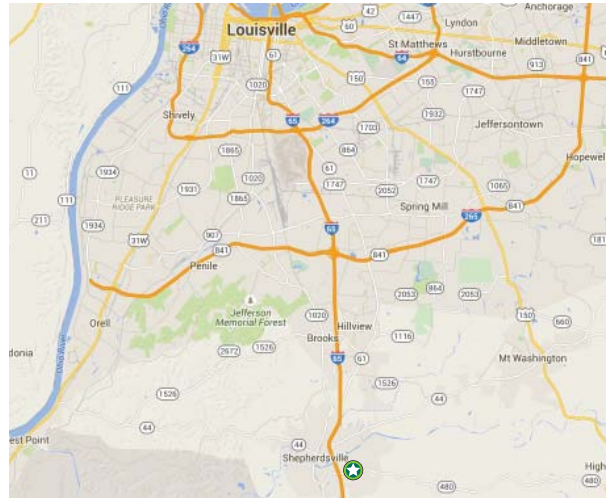 42
60
1447
Anchorage
Lyndon
Louisville
264
31W
61
St Matthews
Middletown
64
Hurstbourne
913
841
150
155
111
1020
1747
Shively
65
264
1703
1932
Jeffersontown
1865
864
Hopewell
11
1934
1931
1020
61
1747
1747
2052
1065
111
PLEASURE
RIDGE PARK
1865
Spring Mill
841
211
265
1934
907
65
31W
841
841
Penile
181
864
2053
2053
Jefferson
Memorial Forest
1020
150
Orell
Hillview
660
Brooks
1116
Ohio River
2672
1526
65
61
Mt Washington
donia
1526
1526
44
44
est Point
44
Shepherdsville
High
480
480